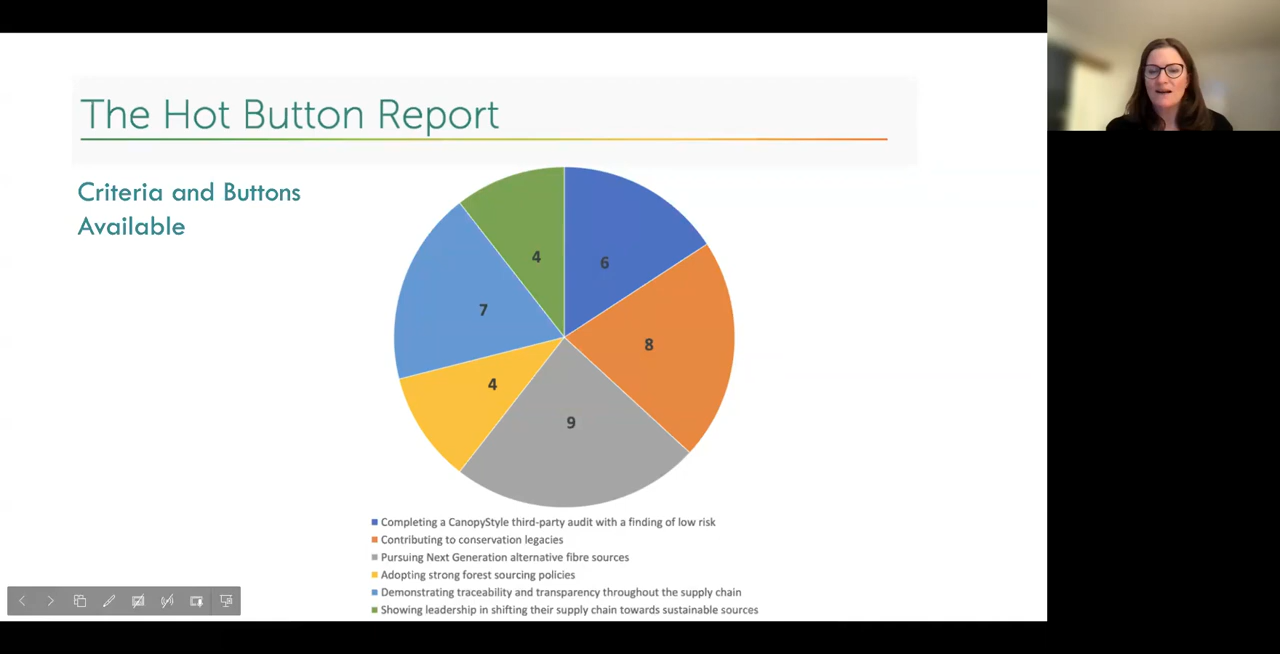 The Hot Button Report
Criteria and Buttons
Available
4
6
7
8
4
9
Completing a CanopyStyle third-party audit with a finding of low risk
Contributing to conservation legacies
Pursuing Next Generation alternative fibre sources
Adopting strong forest sourcing policies
Demonstrating traceability and transparency throughout the supply chain
Showing leadership in shifting their supply chain towards sustainable sources